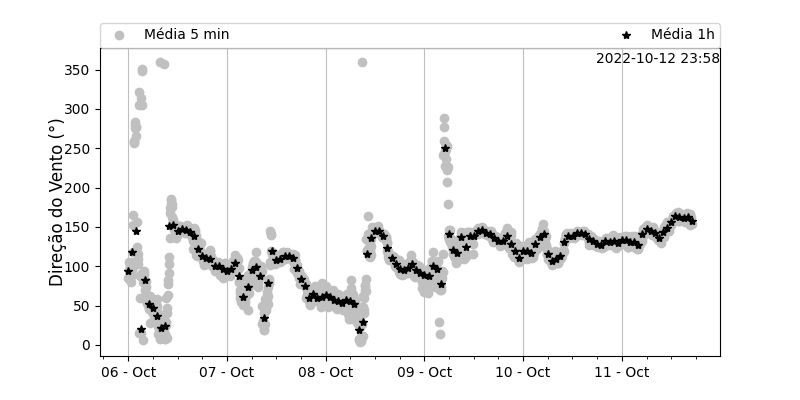 Média 5 min
Média 1h
2022-10-12 23:58
Direção do Vento (°)
350
300
250
200
150
100
50
0
06 - Oct
07 - Oct
08 - Oct
09 - Oct
10 - Oct
11 - Oct